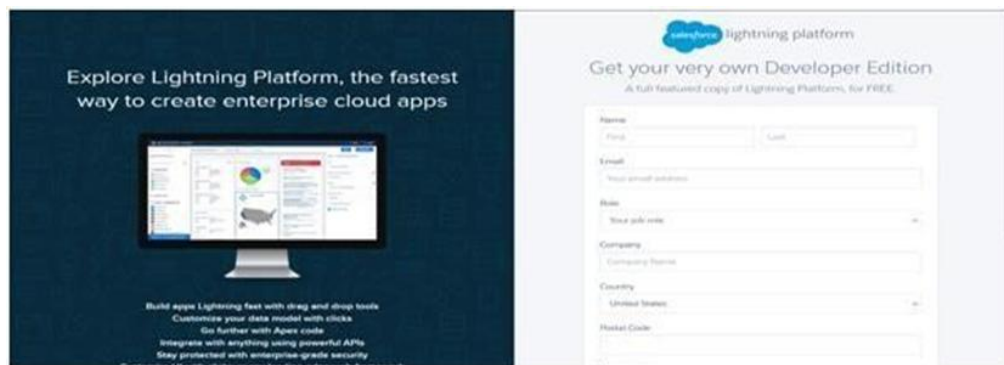 Explore Lightning Platform, the fastest
way to create enterprise cloud apps
Build apps Lightning fast with drag and drop tools
Customize your data model with clicks
Go further with Apex code
Integrate with anything using powerful APIs
Stay protected with enterprise-grade security
salesforce lightning platform
Get your very own Developer Edition
A full featured copy of Lightning Platform, for FREE.
Name
First Last
Email
Your email address
Role
Your job role
Company
Company Name
Country
United States
Postal Code